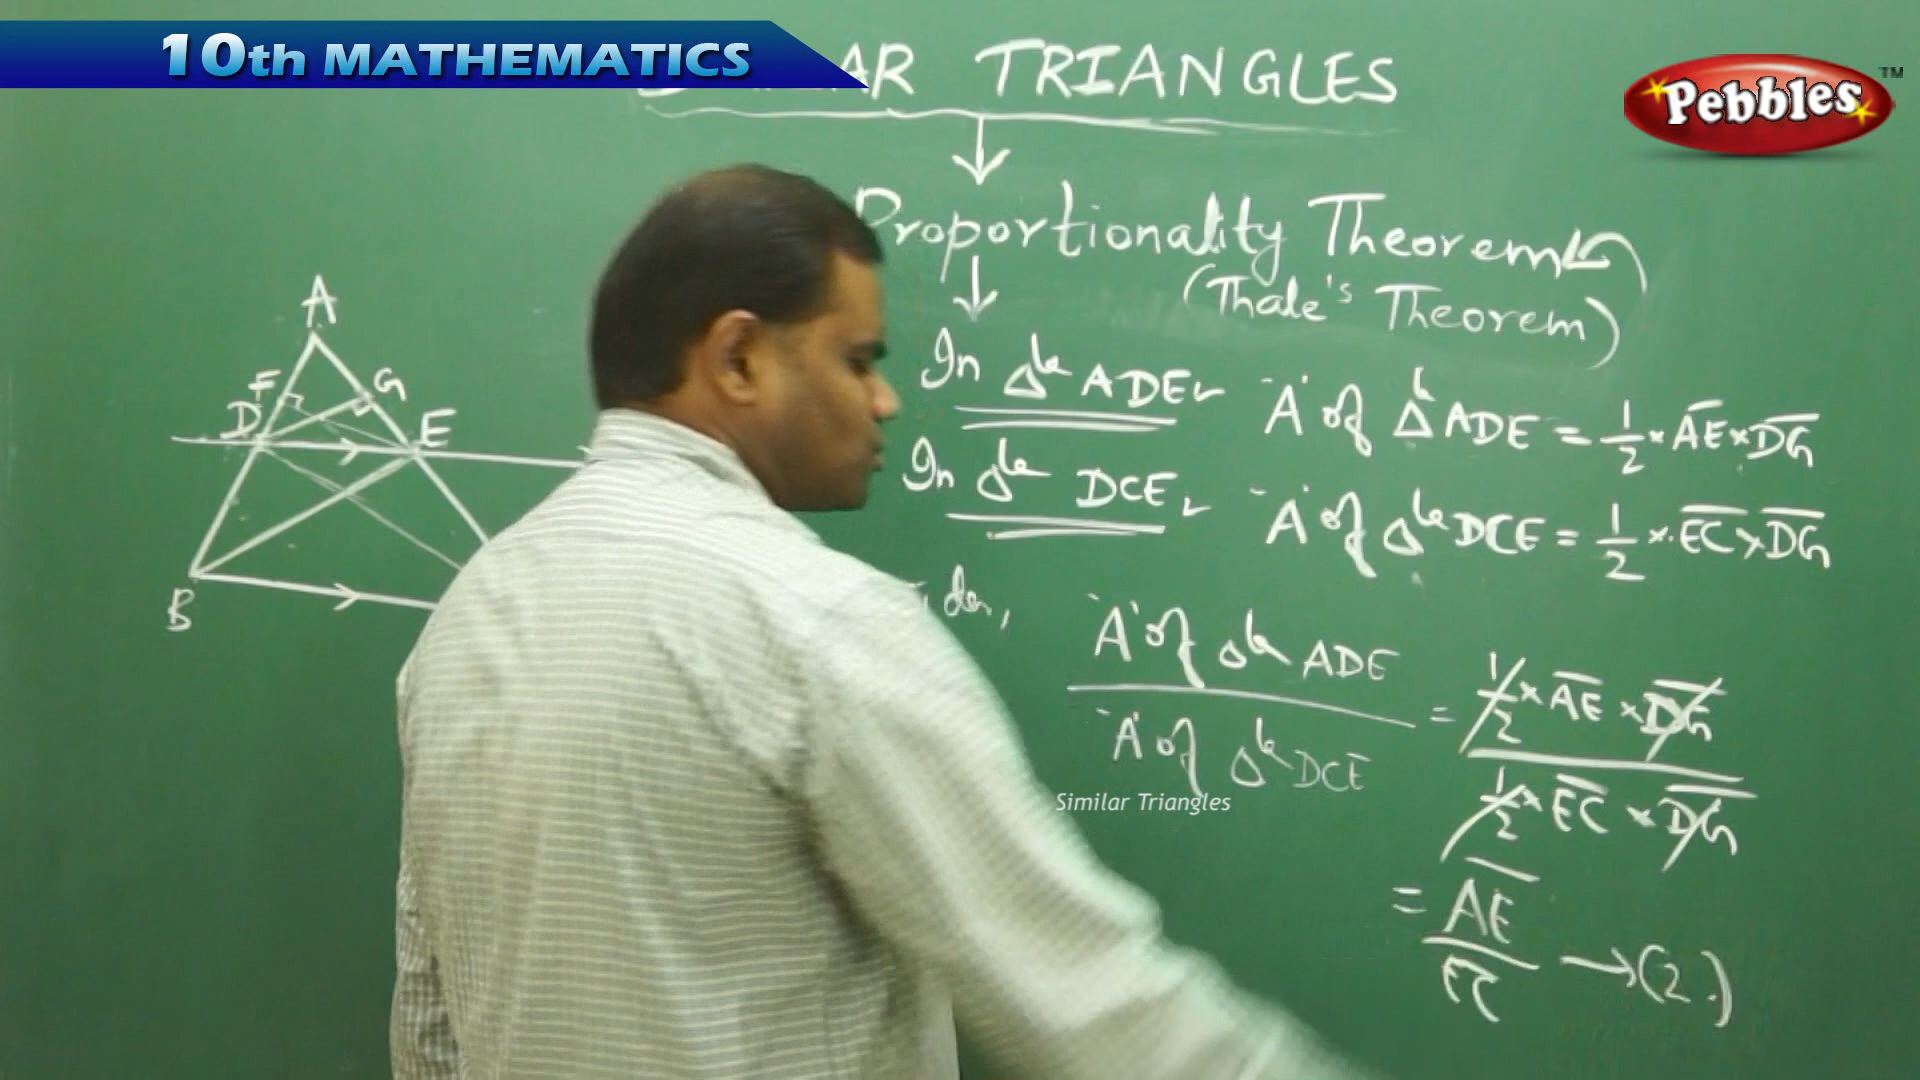 10th MATHEMATICS
Pebbles™
TRIANGLES
Proportionality Theorem
(Thale's Theorem)
In Δle ADE
'A' of Δle ADE = 1/2 × AE × DG
In Δle DCE
'A' of Δle DCE = 1/2 × EC × DG
'A' of Δle ADE / 'A' of Δle DCE = 1/2 × AE × DG / 1/2 × EC × DG
= AE / EC → (2.)
A
F G
D E
B
Similar Triangles